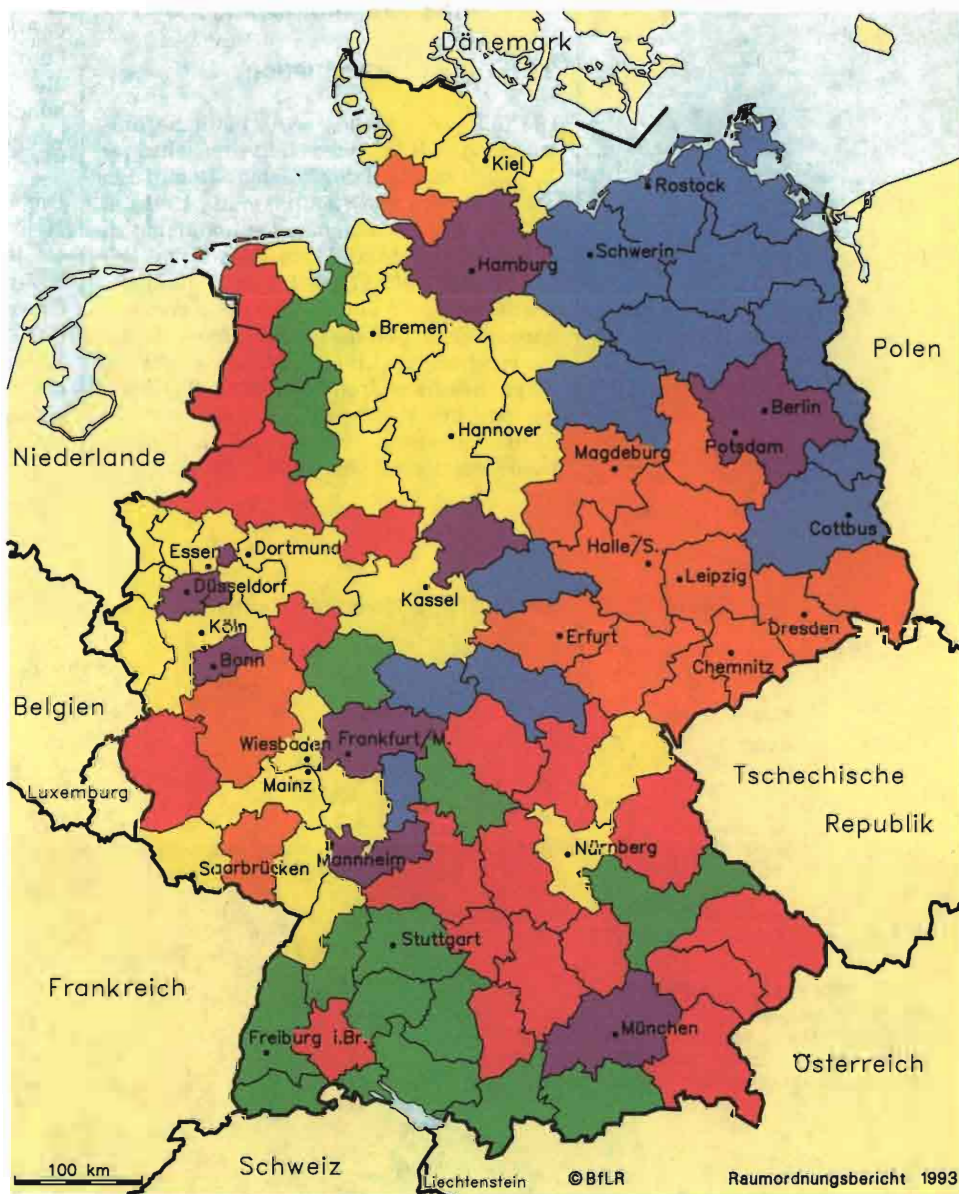 Dänemark
Kiel
Rostock
Schwerin
Hamburg
Bremen
Polen
Berlin
Hannover
Potsdam
Niederlande
Magdeburg
Cottbus
Essen
Dortmund
Halle/S.
Leipzig
Düsseldorf
Kassel
Köln
Erfurt
Dresden
Bonn
Chemnitz
Belgien
Wiesbaden
Frankfurt/M.
Tschechische
Mainz
Luxemburg
Republik
Mannheim
Nürnberg
Saarbrücken
Stuttgart
Frankreich
München
Freiburg i.Br.
Österreich
100 km
Schweiz
Liechtenstein
©BfLR
Raumordnungsbericht 1993